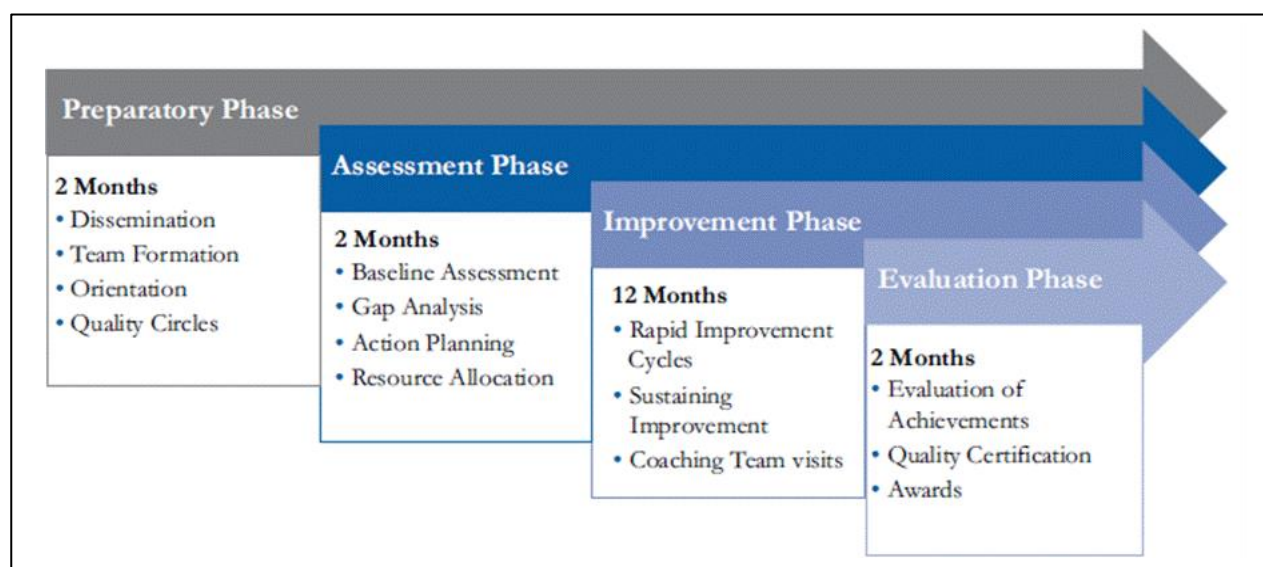 Preparatory Phase
2 Months
• Dissemination
• Team Formation
• Orientation
• Quality Circles
Assessment Phase
2 Months
• Baseline Assessment
• Gap Analysis
• Action Planning
• Resource Allocation
Improvement Phase
12 Months
• Rapid Improvement
Cycles
• Sustaining
Improvement
• Coaching Team visits
Evaluation Phase
2 Months
• Evaluation of
Achievements
• Quality Certification
• Awards